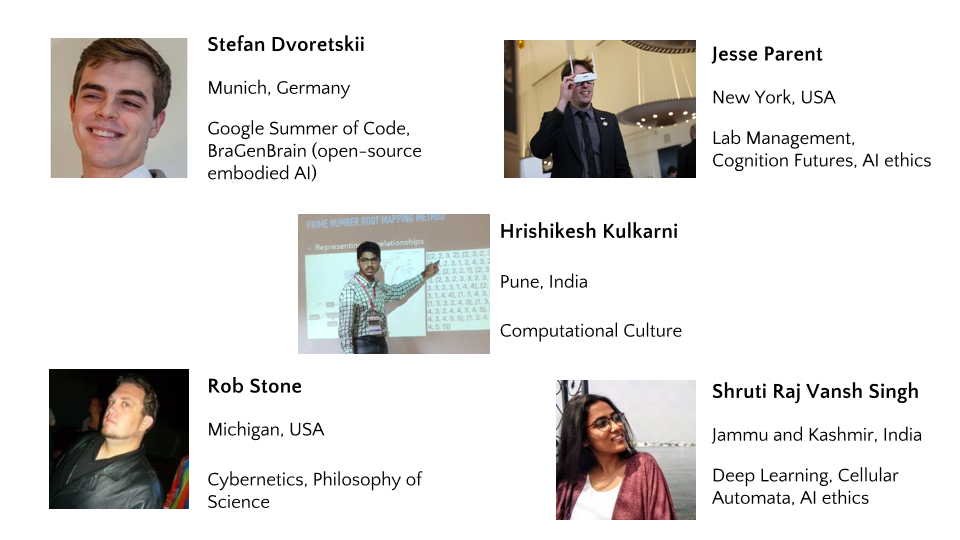 Stefan Dvoretskii
Munich, Germany
Google Summer of Code,
BraGenBrain (open-source
embodied AI)
Jesse Parent
New York, USA
Lab Management,
Cognition Futures, AI ethics
PRIME NUMBER ROOT MAPPING METHOD
Hrishikesh Kulkarni
Pune, India
Computational Culture
Rob Stone
Michigan, USA
Cybernetics, Philosophy of
Science
Shruti Raj Vansh Singh
Jammu and Kashmir, India
Deep Learning, Cellular
Automata, AI ethics